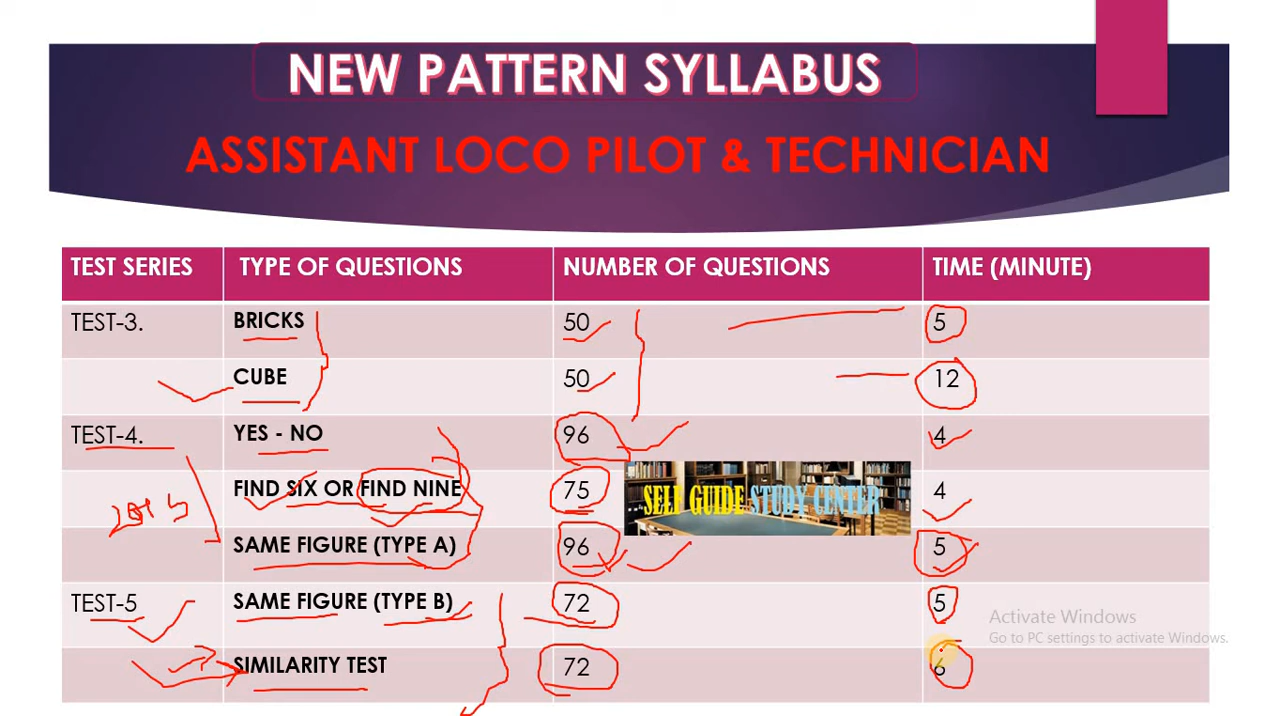 NEW PATTERN SYLLABUS
ASSISTANT LOCO PILOT & TECHNICIAN
TEST SERIES TYPE OF QUESTIONS NUMBER OF QUESTIONS TIME (MINUTE)
TEST-3. BRICKS 50 5
CUBE 50 12
TEST-4. YES - NO 96 4
FIND SIX OR FIND NINE 75 4
SELF GUIDE STUDY CENTER
SAME FIGURE (TYPE A) 96 5
TEST-5 SAME FIGURE (TYPE B) 72 5
Activate Windows
Go to PC settings to activate Windows.
SIMILARITY TEST 72 6